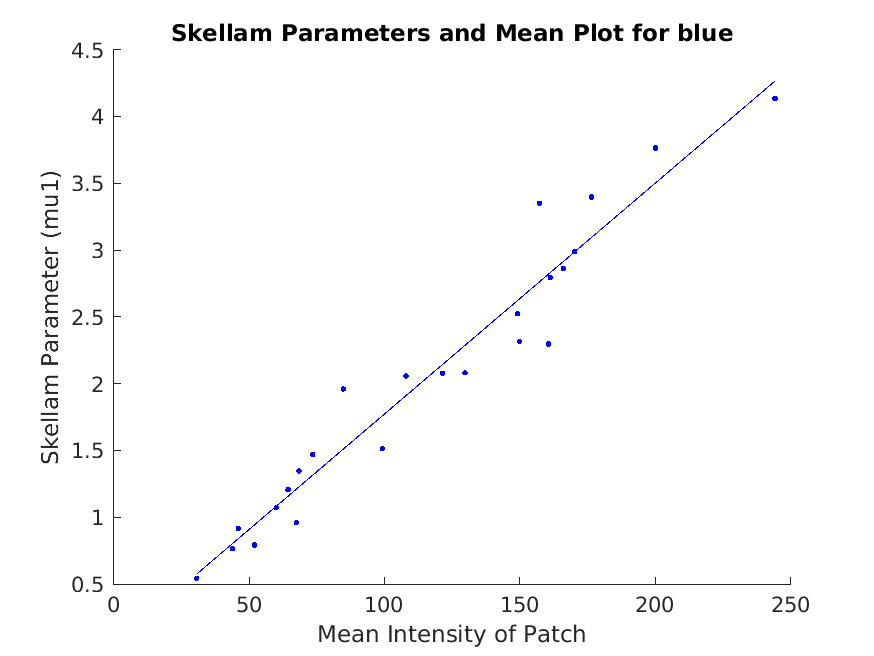 Skellam Parameters and Mean Plot for blue
4.5
4
3.5
3
2.5
2
1.5
1
0.5
Skellam Parameter (mu1)
0 50 100 150 200 250
Mean Intensity of Patch